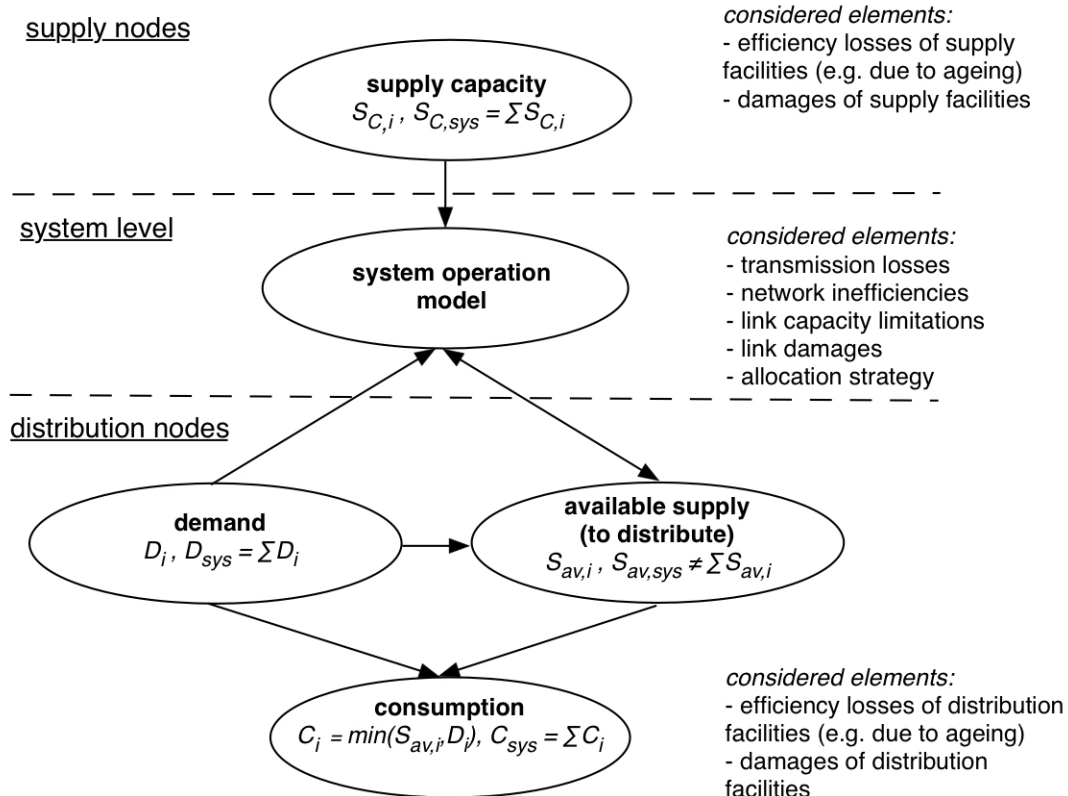 supply nodes
considered elements:
- efficiency losses of supply
facilities (e.g. due to ageing)
- damages of supply facilities
supply capacity
S_{C,i} , S_{C,sys} = ∑S_{C,i}
system level
considered elements:
- transmission losses
- network inefficiencies
- link capacity limitations
- link damages
- allocation strategy
system operation
model
distribution nodes
demand
D_i , D_{sys} = ∑D_i
available supply
(to distribute)
S_{av,i} , S_{av,sys} ≠ ∑S_{av,i}
consumption
C_i = min(S_{av,i},D_i), C_{sys} = ∑C_i
considered elements:
- efficiency losses of distribution
facilities (e.g. due to ageing)
- damages of distribution
facilities